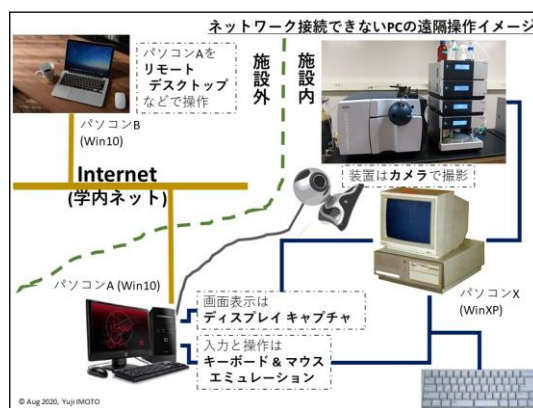 ネットワーク接続できないPCの遠隔操作イメージ
パソコンAを
リモート
デスクトップ
などで操作
施設外
施設内
パソコンB
(Win10)
Internet
(学内ネット)
装置はカメラで撮影
パソコンA (Win10)
画面表示は
ディスプレイ キャプチャ
入力と操作は
キーボード & マウス
エミュレーション
パソコンX
(WinXP)
© Aug 2020, Yuji IMOTO